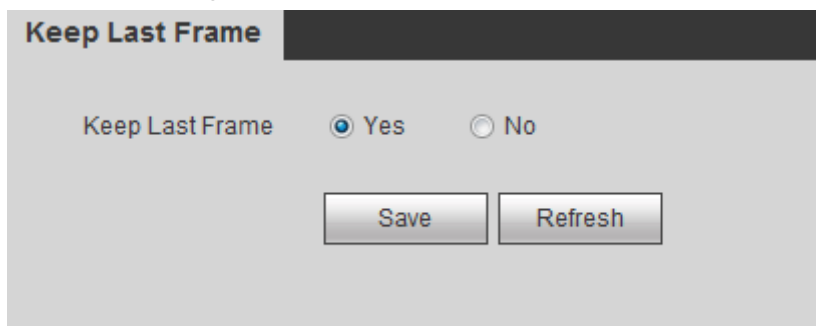 Keep Last Frame
Keep Last Frame Yes No
Save Refresh